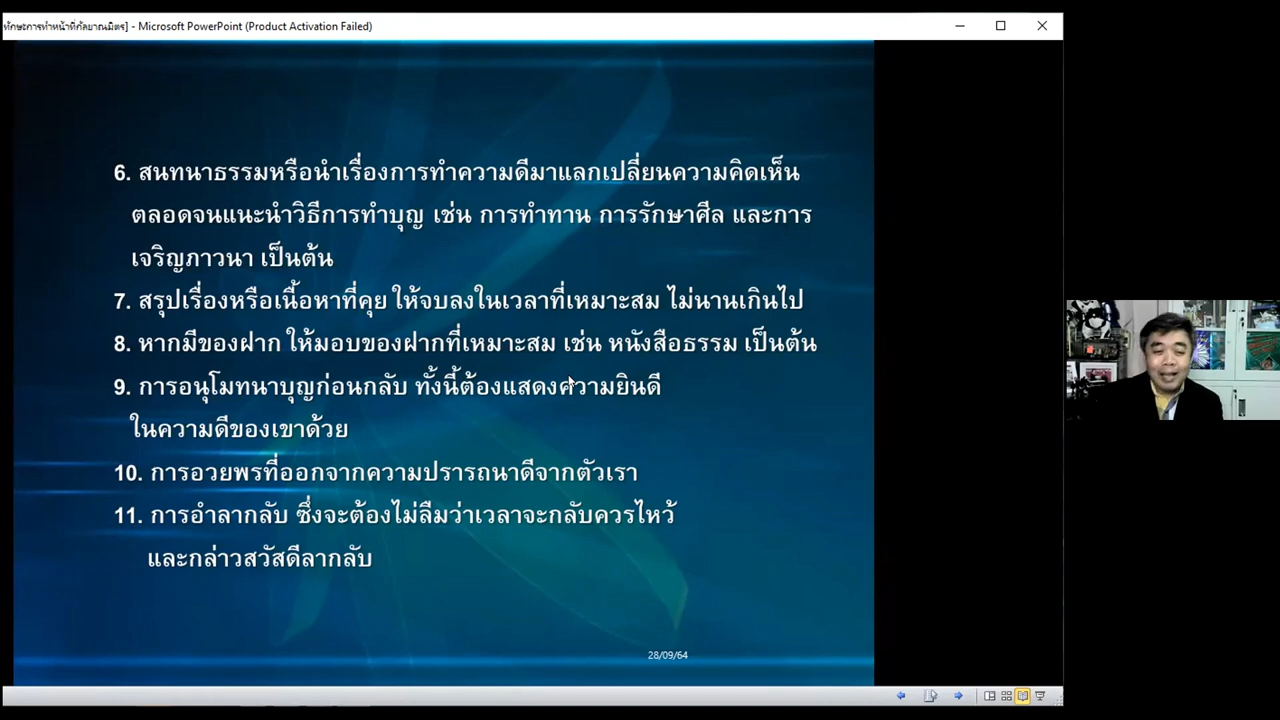 ทักษะการทำหน้าที่กัลยาณมิตร] - Microsoft PowerPoint (Product Activation Failed)
6. สนทนาธรรมหรือนำเรื่องการทำความดีมาแลกเปลี่ยนความคิดเห็น
ตลอดจนแนะนำวิธีการทำบุญ เช่น การทำทาน การรักษาศีล และการ
เจริญภาวนา เป็นต้น
7. สรุปเรื่องหรือเนื้อหาที่คุย ให้จบลงในเวลาที่เหมาะสม ไม่นานเกินไป
8. หากมีของฝาก ให้มอบของฝากที่เหมาะสม เช่น หนังสือธรรม เป็นต้น
9. การอนุโมทนาบุญก่อนกลับ ทั้งนี้ต้องแสดงความยินดี
ในความดีของเขาด้วย
10. การอวยพรที่ออกจากความปรารถนาดีจากตัวเรา
11. การอำลากลับ ซึ่งจะต้องไม่ลืมว่าเวลาจะกลับควรไหว้
และกล่าวสวัสดีลากลับ
28/09/64